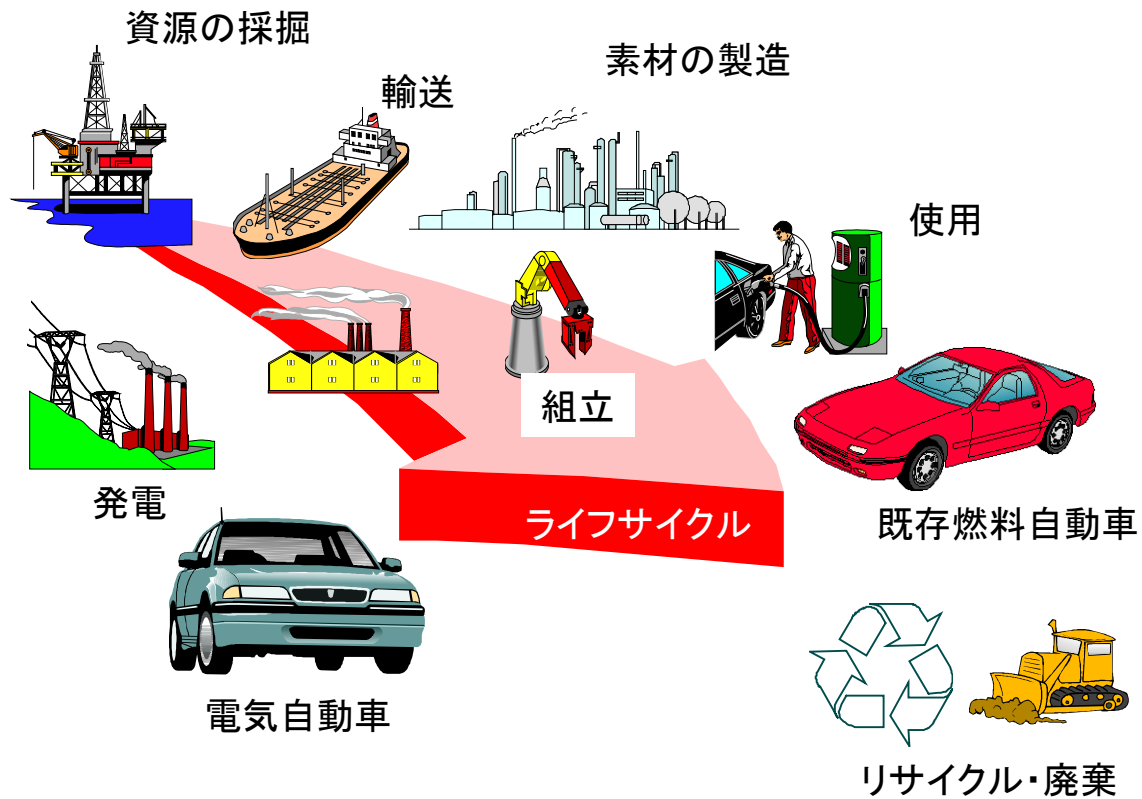 資源の採掘
輸送
素材の製造
使用
組立
発電
ライフサイクル
既存燃料自動車
電気自動車
リサイクル・廃棄